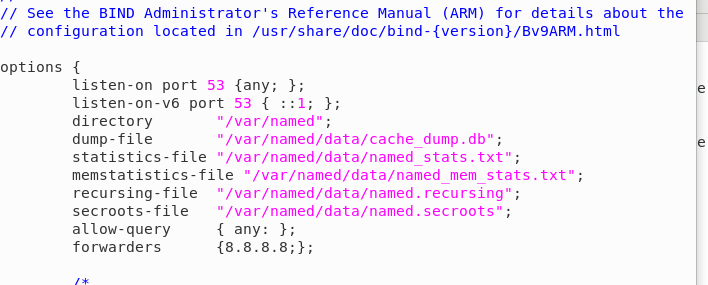 // See the BIND Administrator's Reference Manual (ARM) for details about the
// configuration located in /usr/share/doc/bind-{version}/Bv9ARM.html
options {
listen-on port 53 {any; };
listen-on-v6 port 53 { ::1; };
directory "/var/named";
dump-file "/var/named/data/cache_dump.db";
statistics-file "/var/named/data/named_stats.txt";
memstatistics-file "/var/named/data/named_mem_stats.txt";
recursing-file "/var/named/data/named.recursing";
secroots-file "/var/named/data/named.secroots";
allow-query { any: };
forwarders {8.8.8.8;};
/*